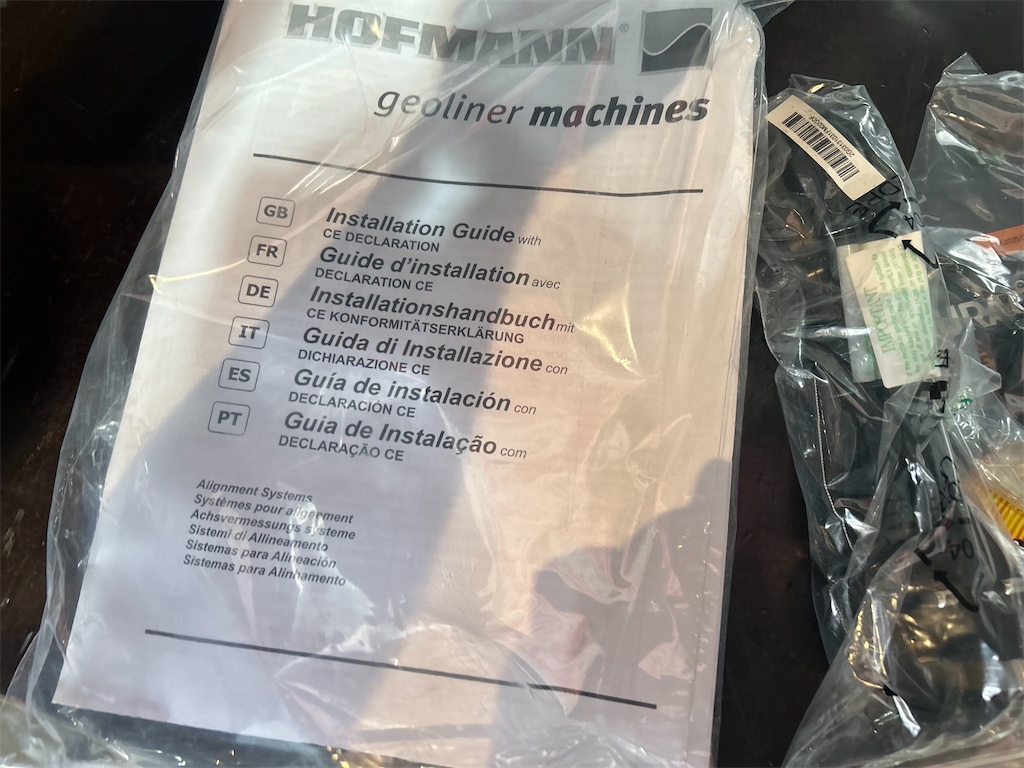 HOFMANN®
geoliner machines
GB
Installation Guide with
CE DECLARATION
FR
Guide d'installation avec
DECLARATION CE
DE
Installationshandbuch mit
CE KONFORMITÄTSERKLÄRUNG
IT
Guida di Installazione con
DICHIARAZIONE CE
ES
Guía de instalación con
DECLARACIÓN CE
PT
Guia de Instalação com
DECLARAÇÃO CE
Alignment Systems
Systèmes pour alignement
Achsvermessungs systeme
Sistemi di Allineamento
Sistemas para Alineación
Sistemas para Alinhamento
IMPORTANT
04